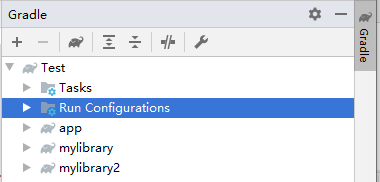 Gradle
Test
Tasks
Run Configurations
app
mylibrary
mylibrary2
Gradle